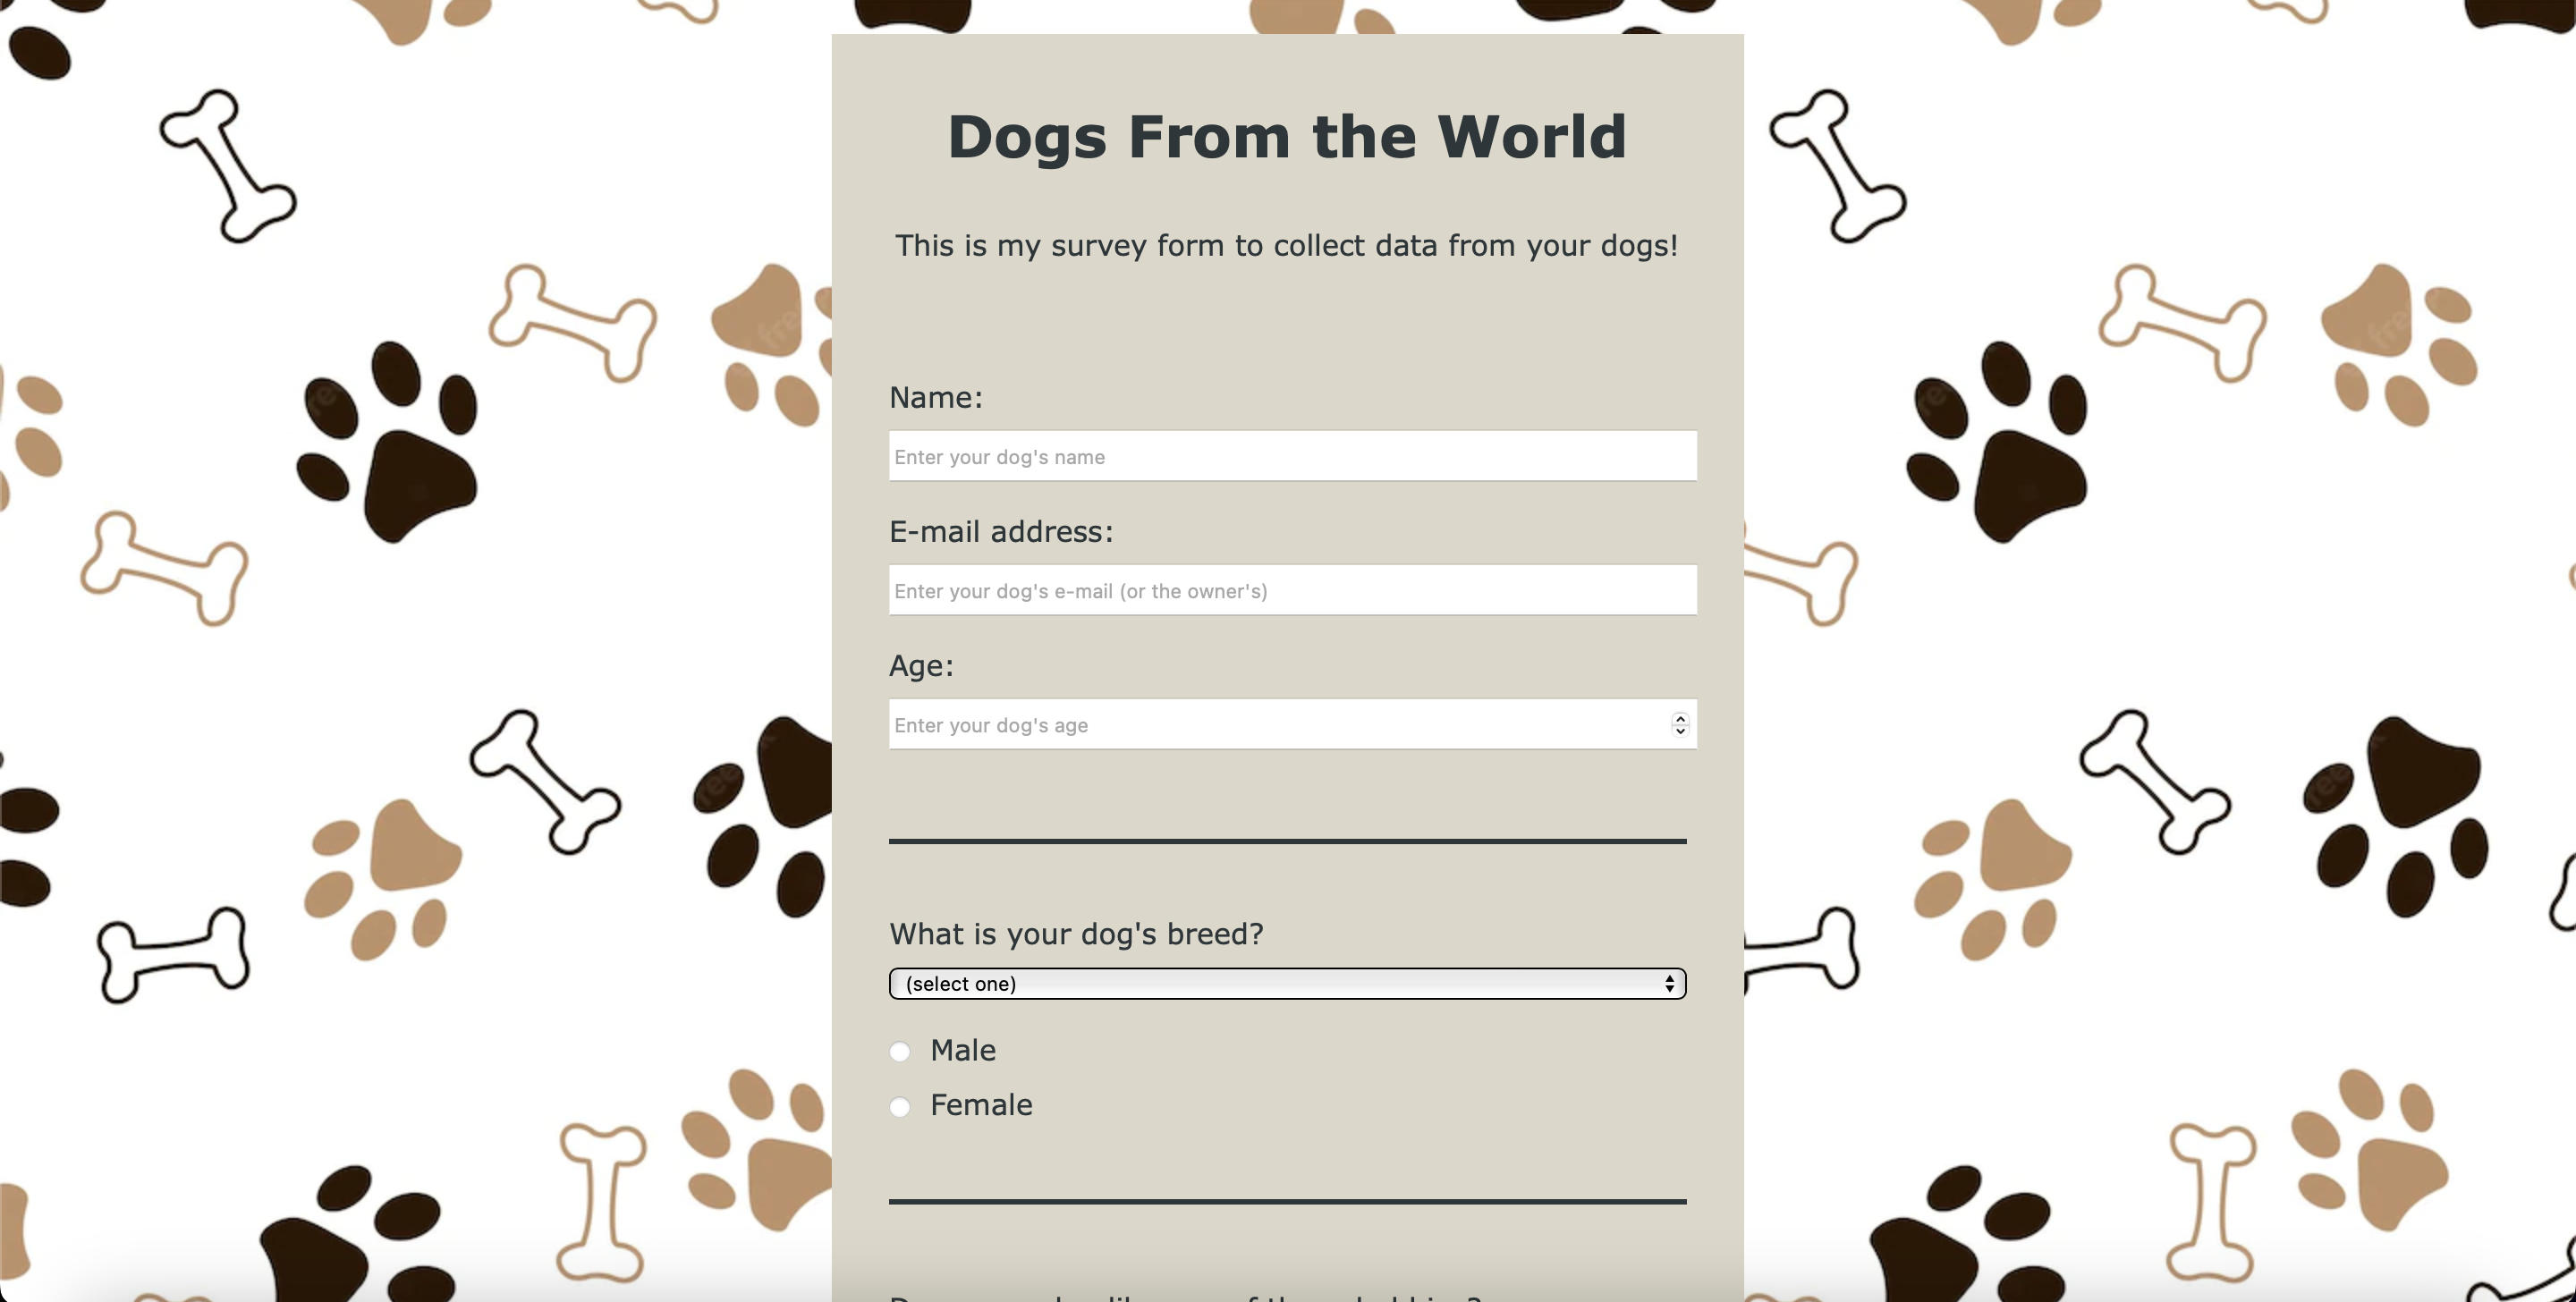 Dogs From the World
This is my survey form to collect data from your dogs!
Name:
Enter your dog's name
E-mail address:
Enter your dog's e-mail (or the owner's)
Age:
Enter your dog's age
What is your dog's breed?
(select one)
Male
Female